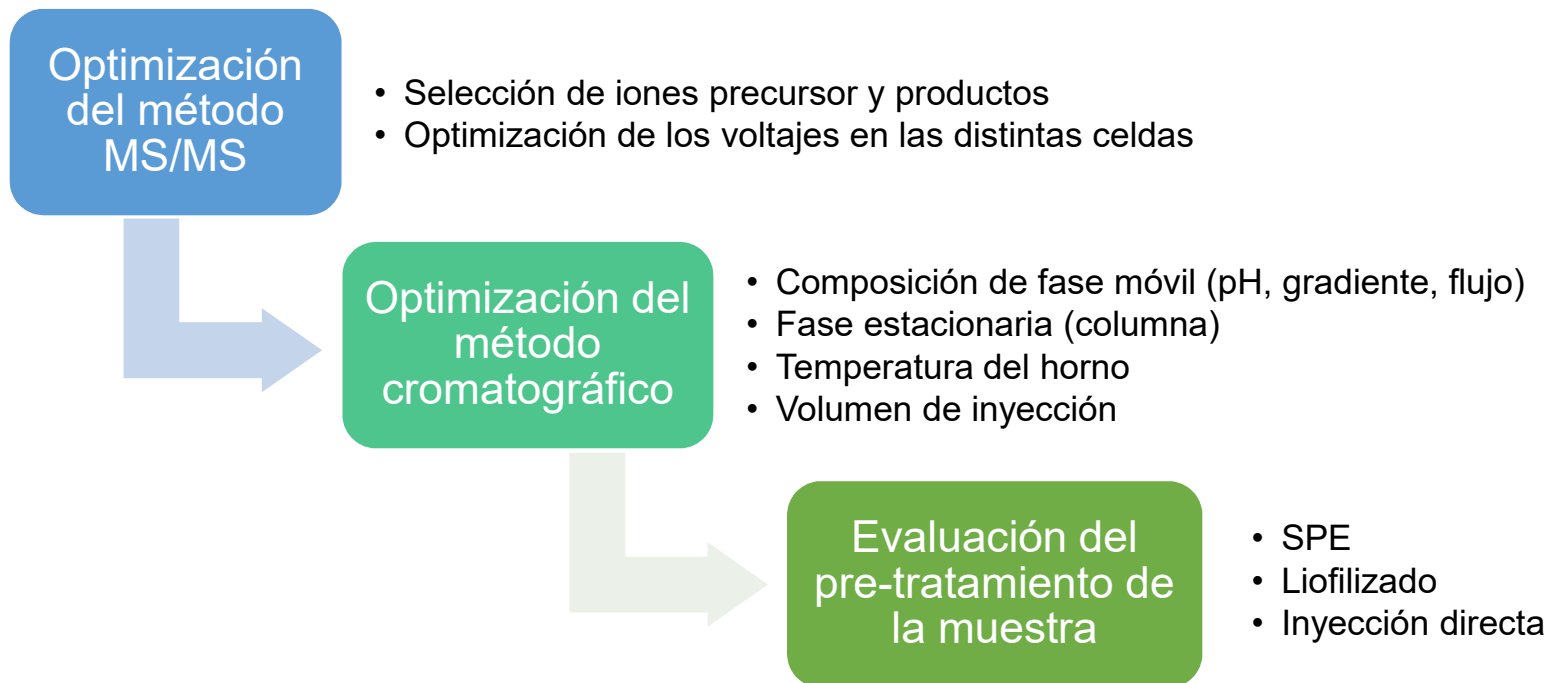 Optimización
del método
MS/MS
• Selección de iones precursor y productos
• Optimización de los voltajes en las distintas celdas
Optimización del
método
cromatográfico
• Composición de fase móvil (pH, gradiente, flujo)
• Fase estacionaria (columna)
• Temperatura del horno
• Volumen de inyección
Evaluación del
pre-tratamiento de
la muestra
• SPE
• Liofilizado
• Inyección directa